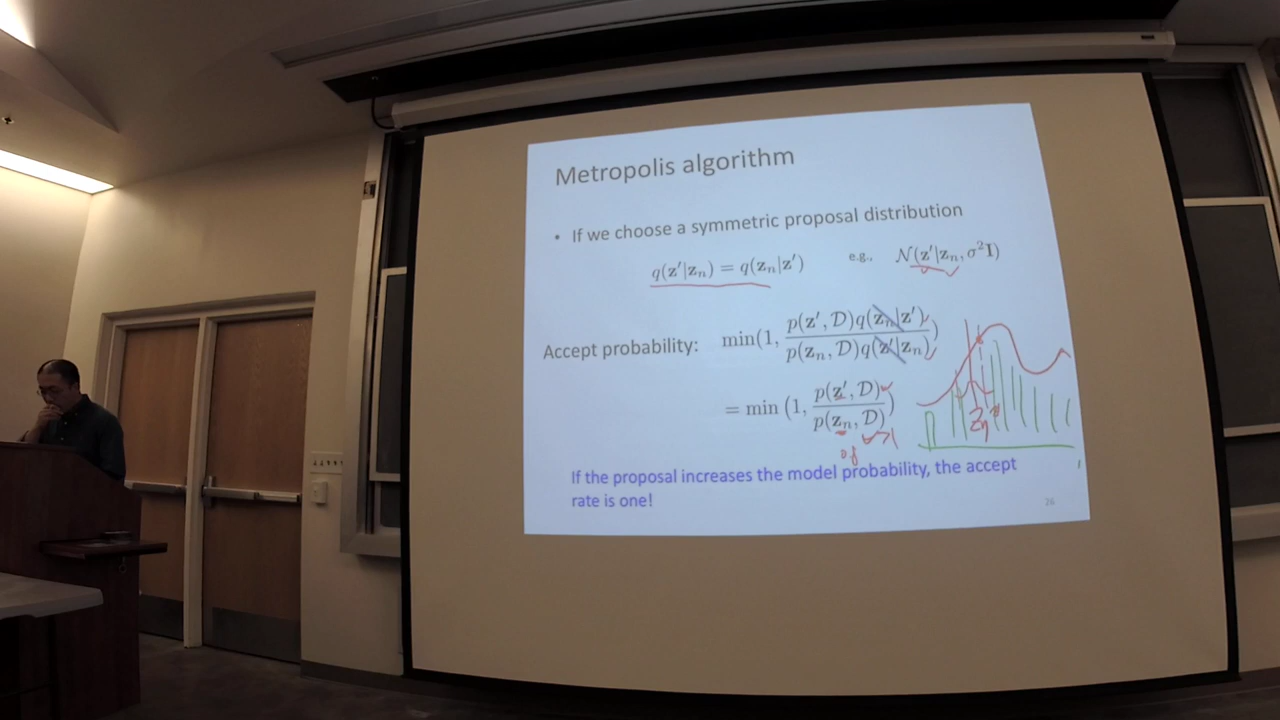 Metropolis algorithm
• If we choose a symmetric proposal distribution
q(z′|zₙ) = q(zₙ|z′) e.g., 𝒩(z′|zₙ, σ²I)
Accept probability: min(1, p(z′, 𝒟)q(zₙ|z′) / p(zₙ, 𝒟)q(z′|zₙ))
= min (1, p(z′, 𝒟) / p(zₙ, 𝒟))
If the proposal increases the model probability, the accept
rate is one!
26